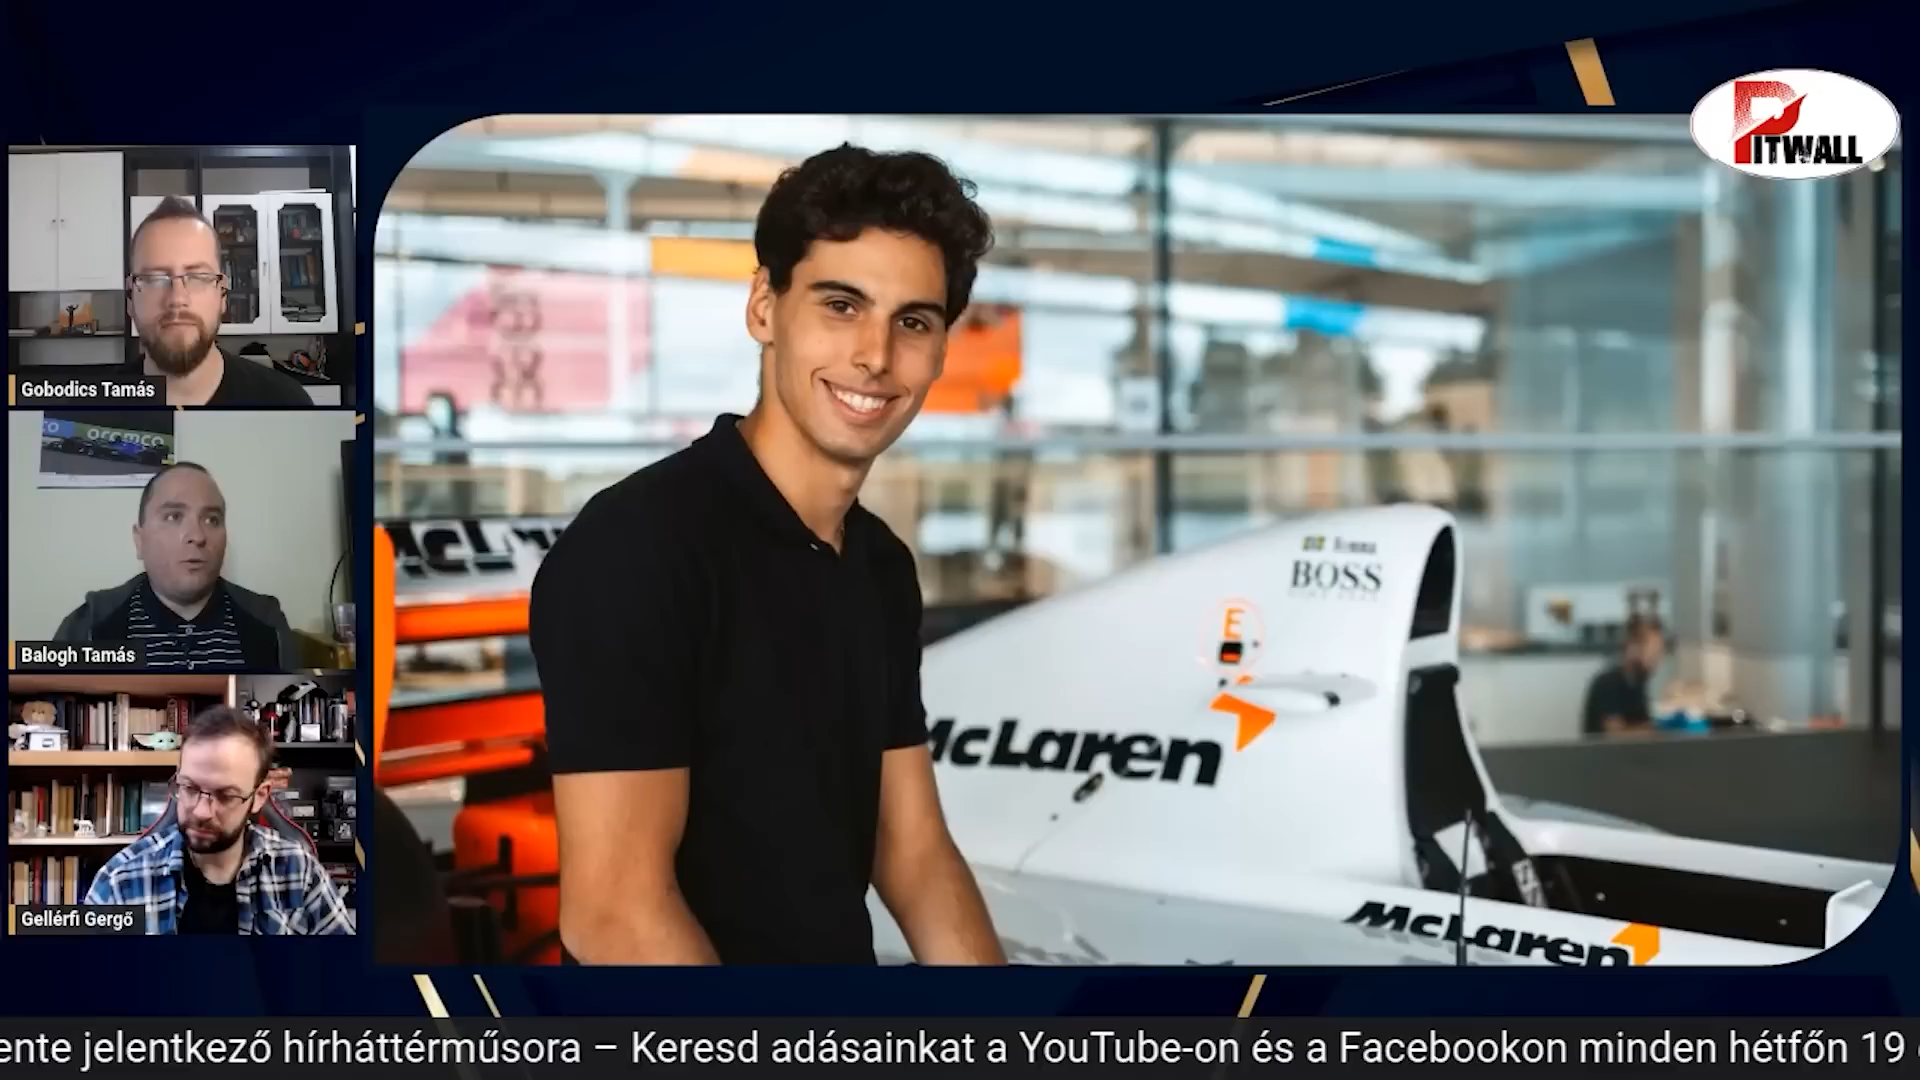 PITWALL
aramco
Gobodics Tamás
Balogh Tamás
Gellérfi Gergő
BOSS
E
McLaren
McLaren
ente jelentkező hírháttérműsora – Keresd adásainkat a YouTube-on és a Facebookon minden hétfőn 19